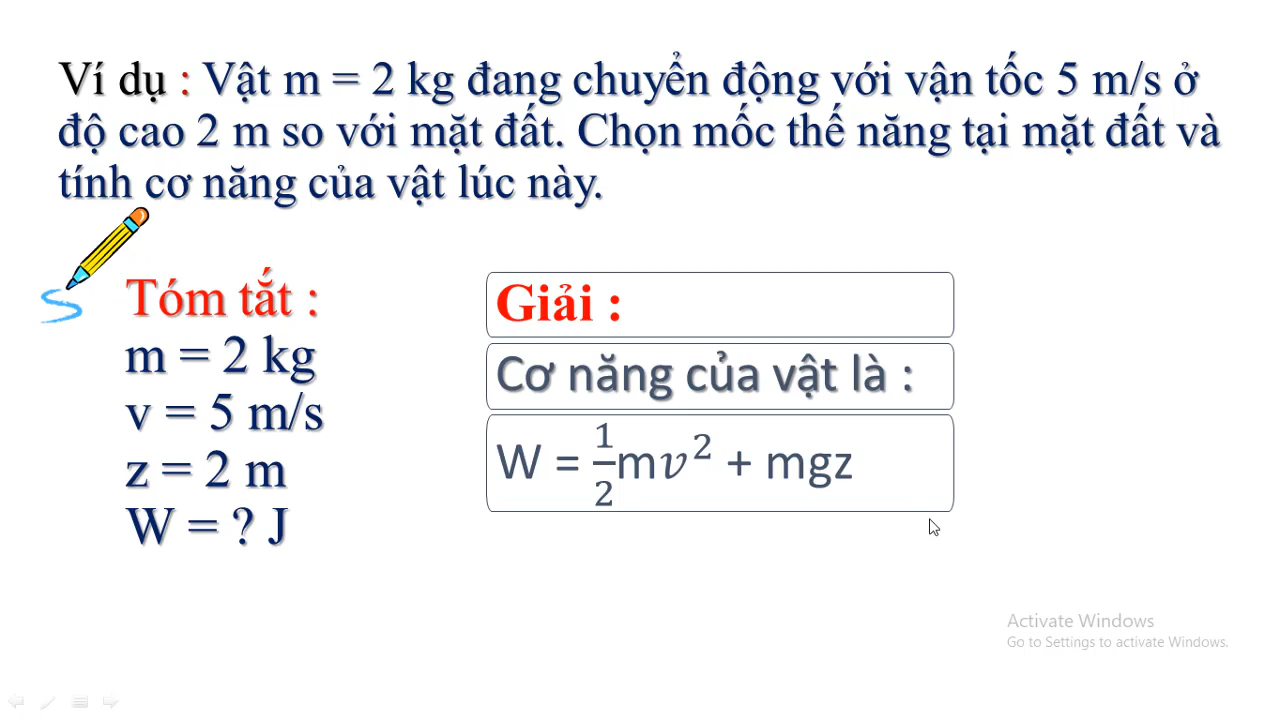 Ví dụ : Vật m = 2 kg đang chuyển động với vận tốc 5 m/s ở
độ cao 2 m so với mặt đất. Chọn mốc thế năng tại mặt đất và
tính cơ năng của vật lúc này.
Tóm tắt :
m = 2 kg
v = 5 m/s
z = 2 m
W = ? J
Giải :
Cơ năng của vật là :
W = \frac{1}{2}mv² + mgz
Activate Windows
Go to Settings to activate Windows.